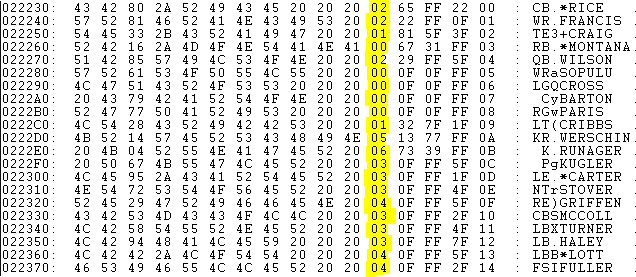 022230: 43 42 80 2A 52 49 43 45 20 20 20 02 65 FF 22 00 : CB.*RICE
022240: 57 52 81 46 52 41 4E 43 49 53 20 02 22 FF 0F 01 : WR.FRANCIS
022250: 54 45 33 2B 43 52 41 49 47 20 20 01 81 5F 3F 02 : TE3+CRAIG
022260: 52 42 16 2A 4D 4F 4E 54 41 4E 41 00 67 31 FF 03 : RB.*MONTANA
022270: 51 42 85 57 49 4C 53 4F 4E 20 20 02 29 FF 5F 04 : QB.WILSON
022280: 57 52 61 53 4F 50 55 4C 55 20 20 00 0F 0F FF 05 : WRaSOPULU
022290: 4C 47 51 43 52 4F 53 53 20 20 20 00 0F 0F FF 06 : LGQCROSS
0222A0: 20 43 79 42 41 52 54 4F 4E 20 20 00 0F 0F FF 07 : CyBARTON
0222B0: 52 47 77 50 41 52 49 53 20 20 20 00 0F 0F FF 08 : RGwPARIS
0222C0: 4C 54 28 43 52 49 42 42 53 20 20 01 32 7F 1F 09 : LT(CRIBBS
0222D0: 4B 52 14 57 45 52 53 43 48 49 4E 05 13 77 FF 0A : KR.WERSCHIN
0222E0: 20 4B 04 52 55 4E 41 47 45 52 20 06 73 39 FF 0B : K.RUNAGER
0222F0: 20 50 67 4B 55 47 4C 45 52 20 20 03 0F FF 5F 0C : PgKUGLER
022300: 4C 45 95 2A 43 41 52 54 45 52 20 03 0F FF 1F 0D : LE.*CARTER
022310: 4E 54 72 53 54 4F 56 45 52 20 20 03 0F FF 4F 0E : NTrSTOVER
022320: 52 45 29 47 52 49 46 46 45 4E 20 04 0F FF 5F 0F : RE)GRIFFEN
022330: 43 42 53 4D 43 43 4F 4C 4C 20 20 03 0F FF 2F 10 : CBSMCCOLL
022340: 4C 42 58 54 55 52 4E 45 52 20 20 03 0F FF 4F 11 : LBXTURNER
022350: 4C 42 94 48 41 4C 45 59 20 20 20 03 0F FF 7F 12 : LB.HALEY
022360: 4C 42 42 2A 4C 4F 54 54 20 20 20 04 0F FF 5F 13 : LBB*LOTT
022370: 46 53 49 46 55 4C 4C 45 52 20 20 04 0F FF 2F 14 : FSIFULLER